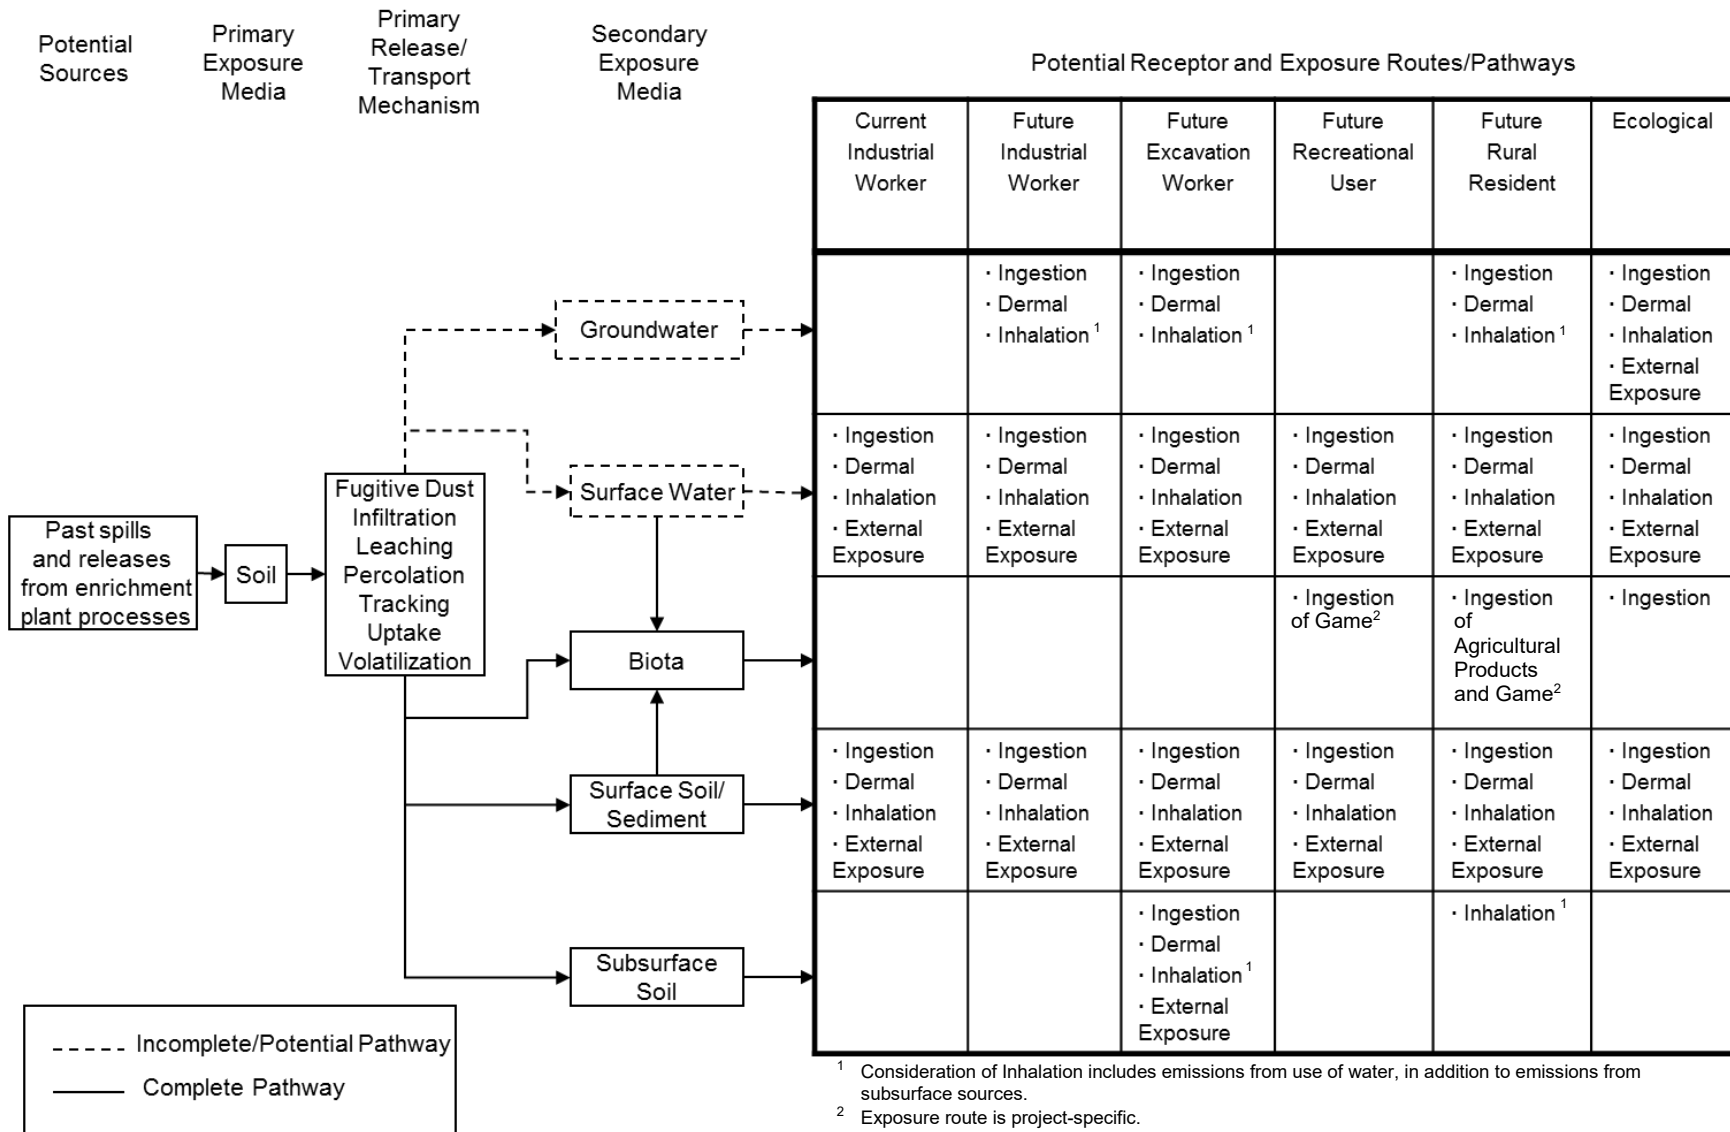 Potential
Sources
Primary
Exposure
Media
Primary
Release/
Transport
Mechanism
Secondary
Exposure
Media
Potential Receptor and Exposure Routes/Pathways
Current
Industrial
Worker
Future
Industrial
Worker
Future
Excavation
Worker
Future
Recreational
User
Future
Rural
Resident
Ecological
Past spills
and releases
from enrichment
plant processes
Soil
Fugitive Dust
Infiltration
Leaching
Percolation
Tracking
Uptake
Volatilization
Groundwater
· Ingestion
· Dermal
· Inhalation 1
· Ingestion
· Dermal
· Inhalation 1
· Ingestion
· Dermal
· Inhalation 1
· Ingestion
· Dermal
· Inhalation
· External
Exposure
Surface Water
· Ingestion
· Dermal
· Inhalation
· External
Exposure
· Ingestion
· Dermal
· Inhalation
· External
Exposure
· Ingestion
· Dermal
· Inhalation
· External
Exposure
· Ingestion
· Dermal
· Inhalation
· External
Exposure
· Ingestion
· Dermal
· Inhalation
· External
Exposure
· Ingestion
· Dermal
· Inhalation
· External
Exposure
Biota
· Ingestion
of Game2
· Ingestion
of
Agricultural
Products
and Game2
· Ingestion
Surface Soil/
Sediment
· Ingestion
· Dermal
· Inhalation
· External
Exposure
· Ingestion
· Dermal
· Inhalation
· External
Exposure
· Ingestion
· Dermal
· Inhalation
· External
Exposure
· Ingestion
· Dermal
· Inhalation
· External
Exposure
· Ingestion
· Dermal
· Inhalation
· External
Exposure
· Ingestion
· Dermal
· Inhalation
· External
Exposure
Subsurface
Soil
· Ingestion
· Dermal
· Inhalation 1
· External
Exposure
· Inhalation 1
Incomplete/Potential Pathway
Complete Pathway
1 Consideration of Inhalation includes emissions from use of water, in addition to emissions from
subsurface sources.
2 Exposure route is project-specific.